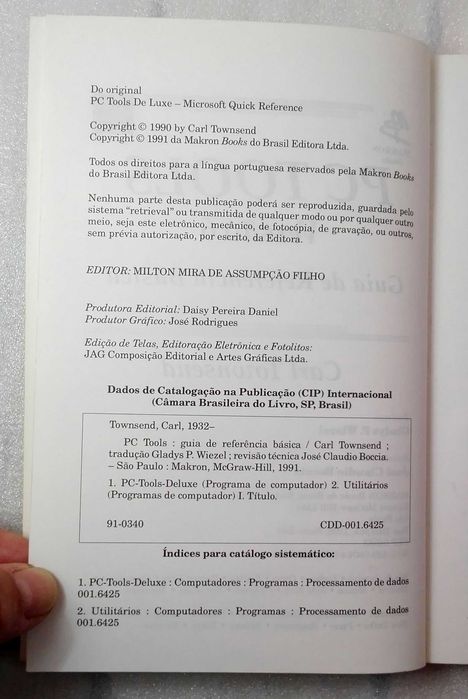 Do original
PC Tools De Luxe – Microsoft Quick Reference
Copyright © 1990 by Carl Townsend
Copyright © 1991 da Makron Books do Brasil Editora Ltda.
Todos os direitos para a língua portuguesa reservados pela Makron Books
do Brasil Editora Ltda.
Nenhuma parte desta publicação poderá ser reproduzida, guardada pelo
sistema "retrieval" ou transmitida de qualquer modo ou por qualquer outro
meio, seja este eletrônico, mecânico, de fotocópia, de gravação, ou outros,
sem prévia autorização, por escrito, da Editora.
EDITOR: MILTON MIRA DE ASSUMPÇÃO FILHO
Produtora Editorial: Daisy Pereira Daniel
Produtor Gráfico: José Rodrigues
Edição de Telas, Editoração Eletrônica e Fotolitos:
JAG Composição Editorial e Artes Gráficas Ltda.
Dados de Catalogação na Publicação (CIP) Internacional
(Câmara Brasileira do Livro, SP, Brasil)
Townsend, Carl, 1932–
PC Tools : guia de referência básica / Carl Townsend ;
tradução Gladys P. Wiezel ; revisão técnica José Claudio Boccia.
– São Paulo : Makron, McGraw-Hill, 1991.
1. PC-Tools-Deluxe (Programa de computador) 2. Utilitários
(Programas de computador) I. Título.
91-0340 CDD-001.6425
Índices para catálogo sistemático:
1. PC-Tools-Deluxe : Computadores : Programas : Processamento de dados
001.6425
2. Utilitários : Computadores : Programas : Processamento de dados
001.6425